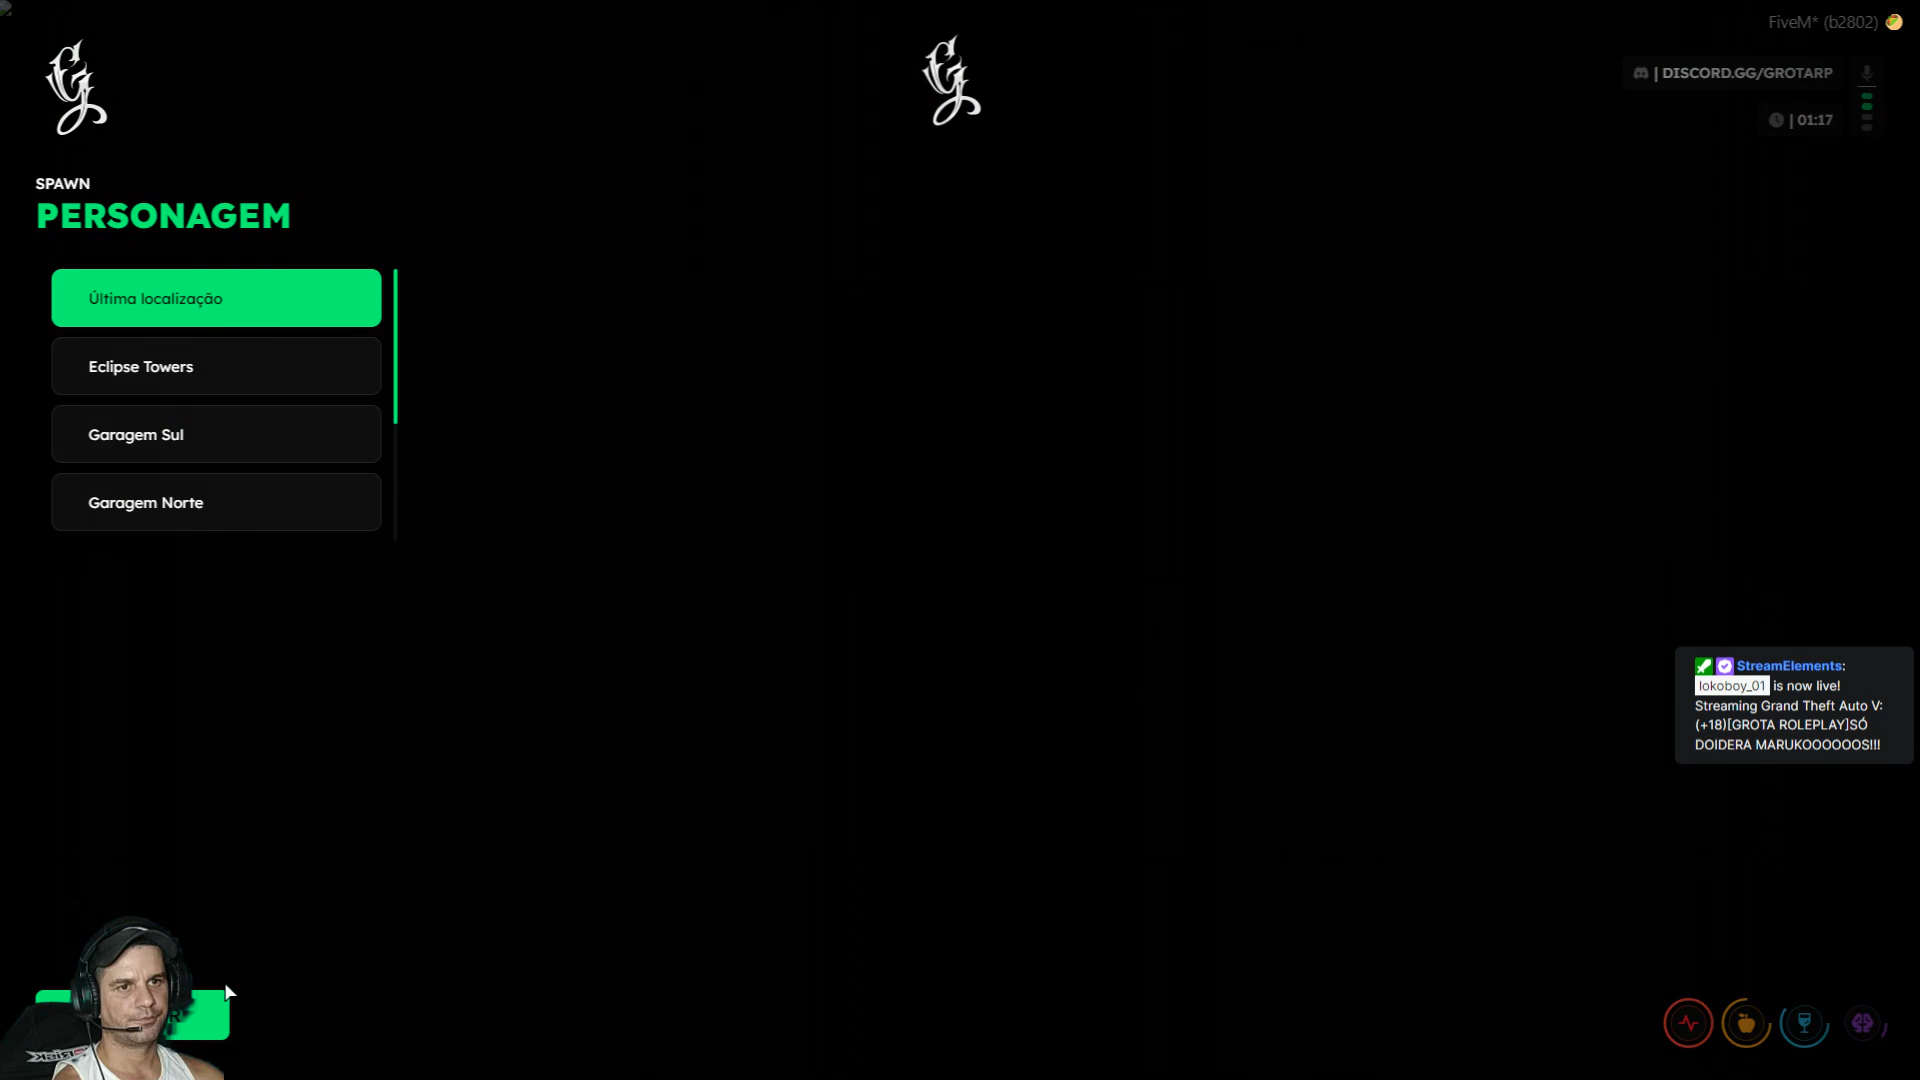 FiveM* (b2802)
| DISCORD.GG/GROTARP
| 01:17
SPAWN
PERSONAGEM
Última localização
Eclipse Towers
Garagem Sul
Garagem Norte
StreamElements:
lokoboy_01 is now live!
Streaming Grand Theft Auto V:
(+18)[GROTA ROLEPLAY]SÓ
DOIDERA MARUKOOOOOOS!!!